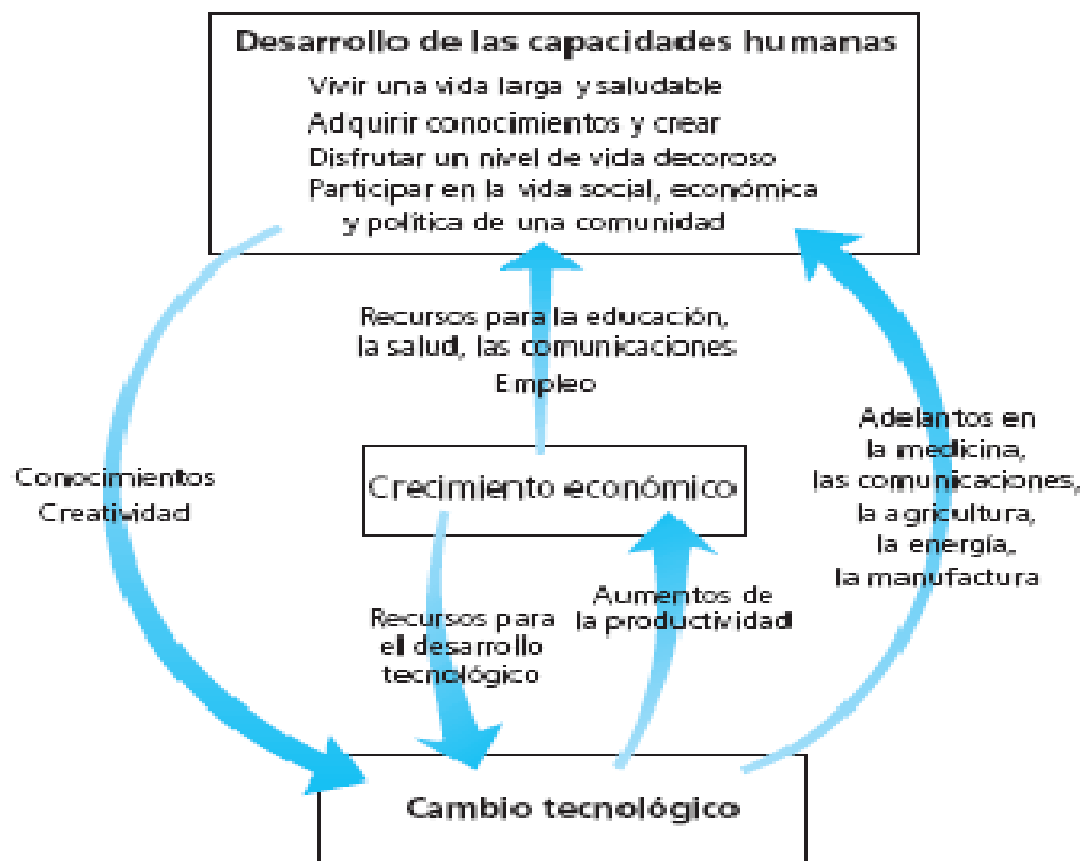 Desarrollo de las capacidades humanas
Vivir una vida larga y saludable
Adquirir conocimientos y crear
Disfrutar un nivel de vida decoroso
Participar en la vida social, económica
y política de una comunidad
Recursos para la educación,
la salud, las comunicaciones
Empleo
Conocimientos
Creatividad
Crecimiento económico
Adelantos en
la medicina,
las comunicaciones,
la agricultura,
la energía,
la manufactura
Recursos para
el desarrollo
tecnológico
Aumentos de
la productividad
Cambio tecnológico